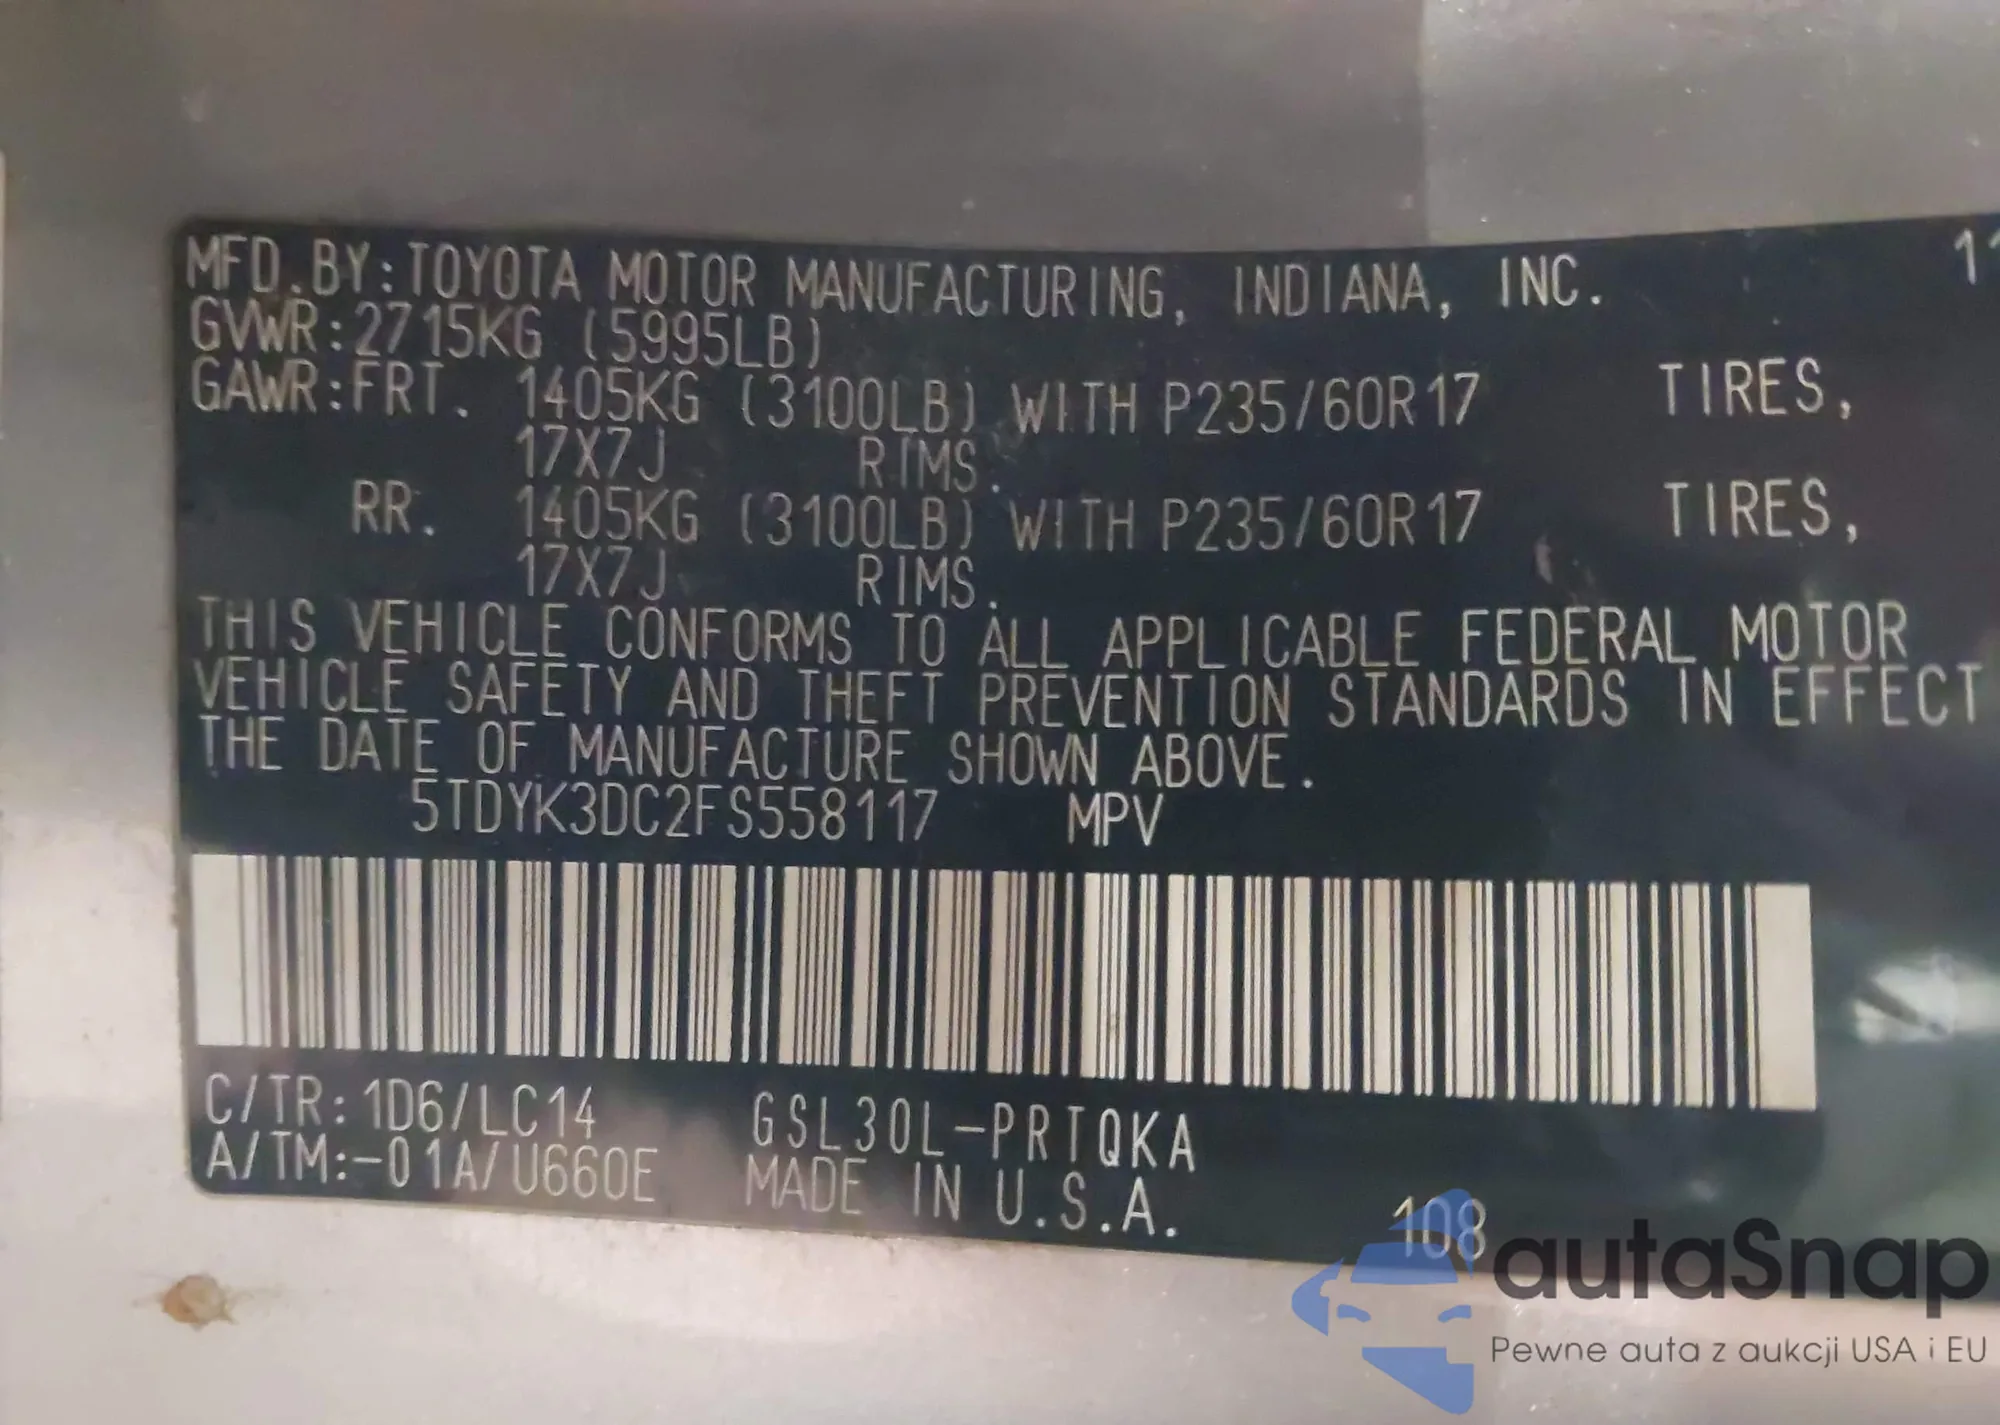 MFD.BY:TOYOTA MOTOR MANUFACTURING, INDIANA, INC. 11
GVWR:2715KG (5995LB)
GAWR:FRT. 1405KG (3100LB) WITH P235/60R17 TIRES,
17X7J RIMS.
RR. 1405KG (3100LB) WITH P235/60R17 TIRES,
17X7J RIMS.
THIS VEHICLE CONFORMS TO ALL APPLICABLE FEDERAL MOTOR
VEHICLE SAFETY AND THEFT PREVENTION STANDARDS IN EFFECT
THE DATE OF MANUFACTURE SHOWN ABOVE.
5TDYK3DC2FS558117 MPV
C/TR:1D6/LC14 GSL30L-PRTQKA
A/TM:-01A/U660E MADE IN U.S.A. 108
autaSnap
Pewne auta z aukcji USA i EU